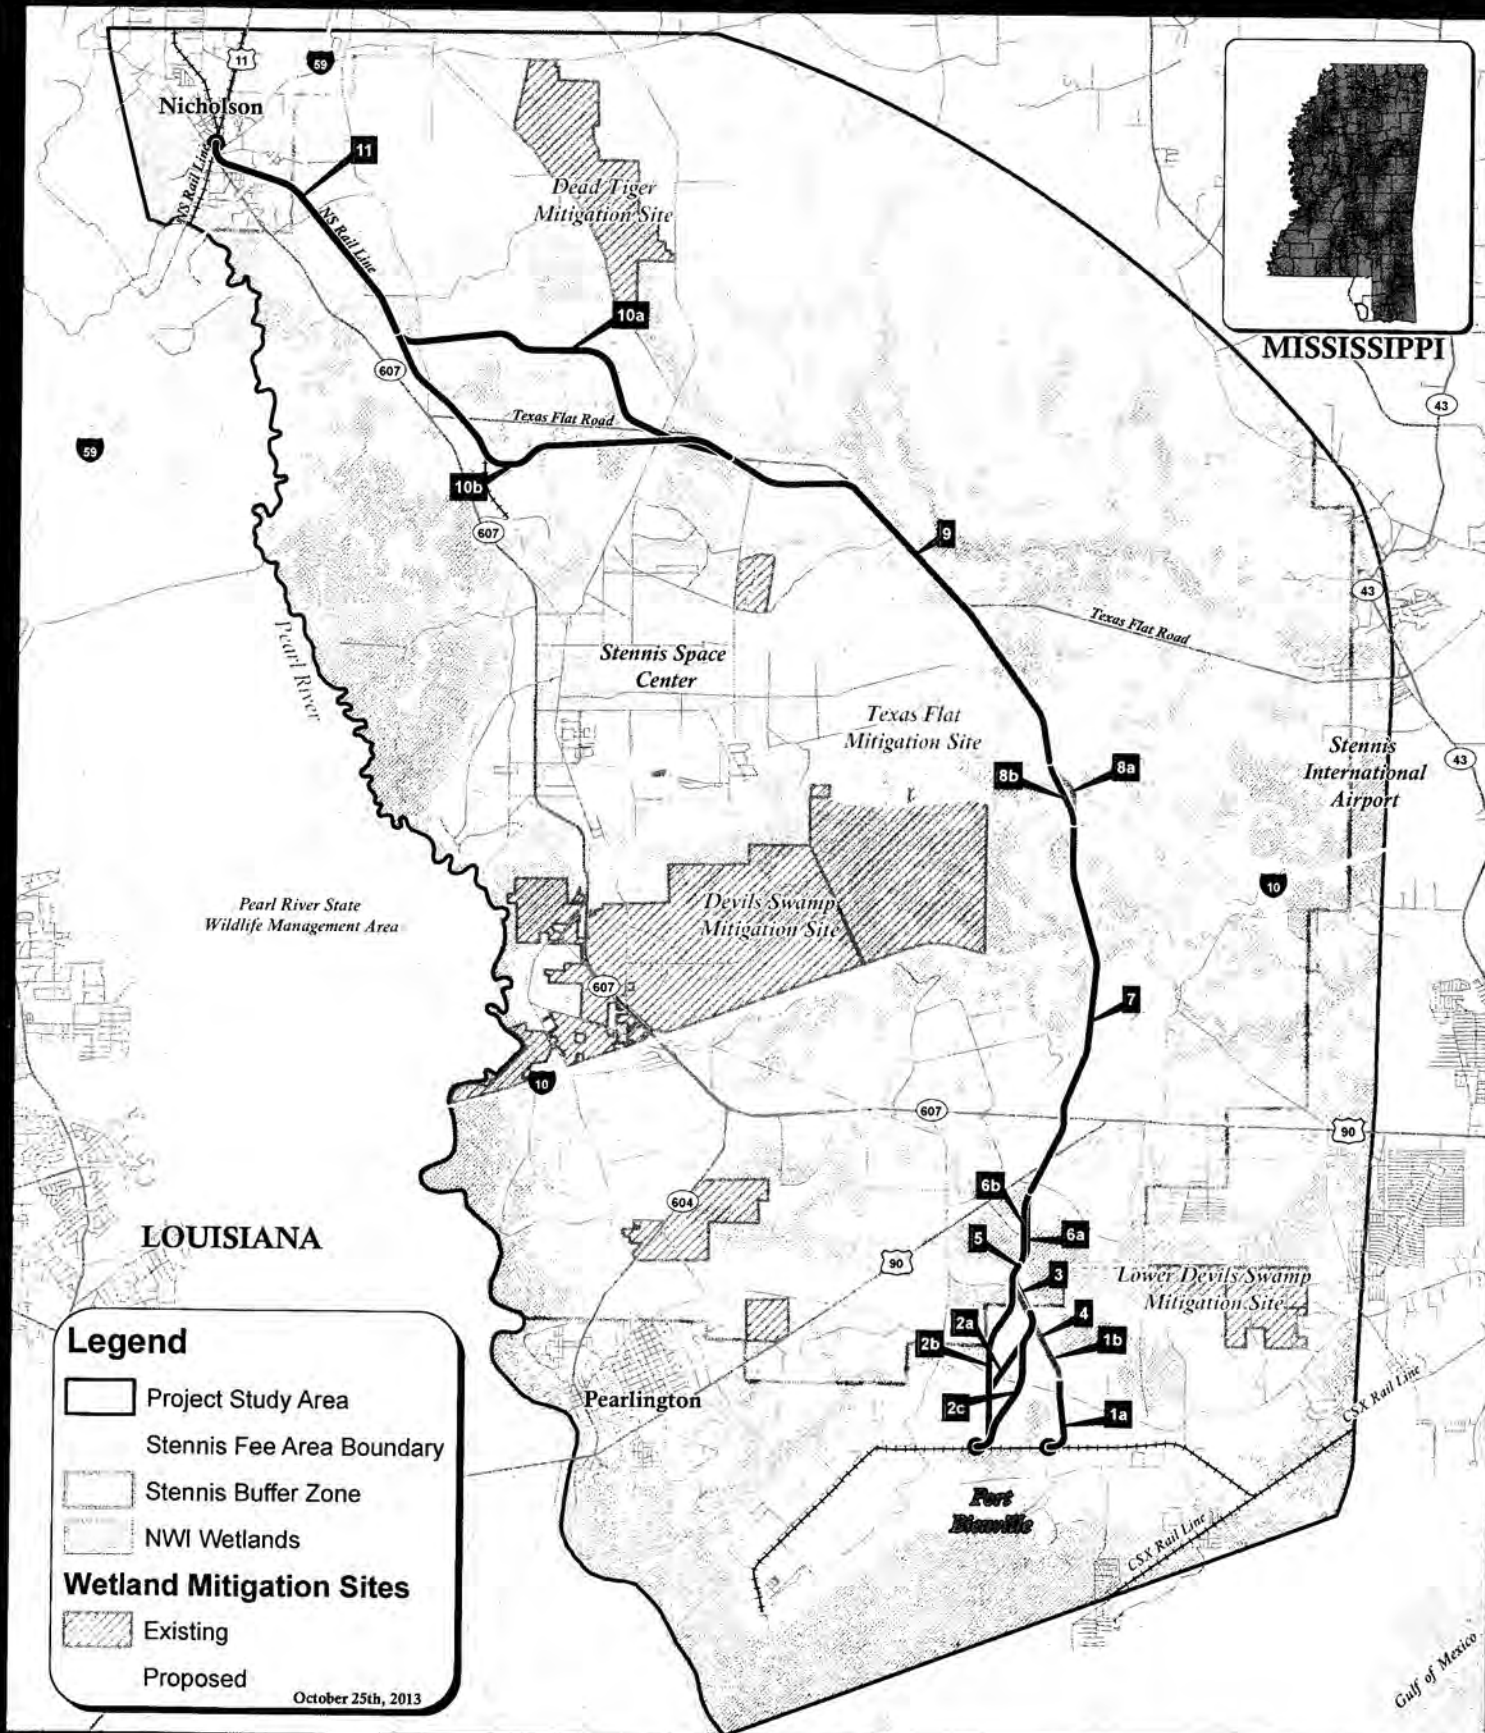 11
59
Nicholson
11
NS Rail Line
NS Rail Line
Dead Tiger
Mitigation Site
10a
MISSISSIPPI
607
43
Texas Flat Road
59
10b
607
9
43
Pearl River
Texas Flat Road
Stennis Space
Center
Texas Flat
Mitigation Site
Stennis
International
Airport
43
8b
8a
10
Pearl River State
Wildlife Management Area
Devils Swamp
Mitigation Site
607
7
10
607
90
6b
604
LOUISIANA
6a
5
90
3
Lower Devils Swamp
Mitigation Site
4
2a
1b
2b
Pearlington
2c
1a
CSX Rail Line
Port
Bienville
CSX Rail Line
Gulf of Mexico
Legend
Project Study Area
Stennis Fee Area Boundary
Stennis Buffer Zone
NWI Wetlands
Wetland Mitigation Sites
Existing
Proposed
October 25th, 2013